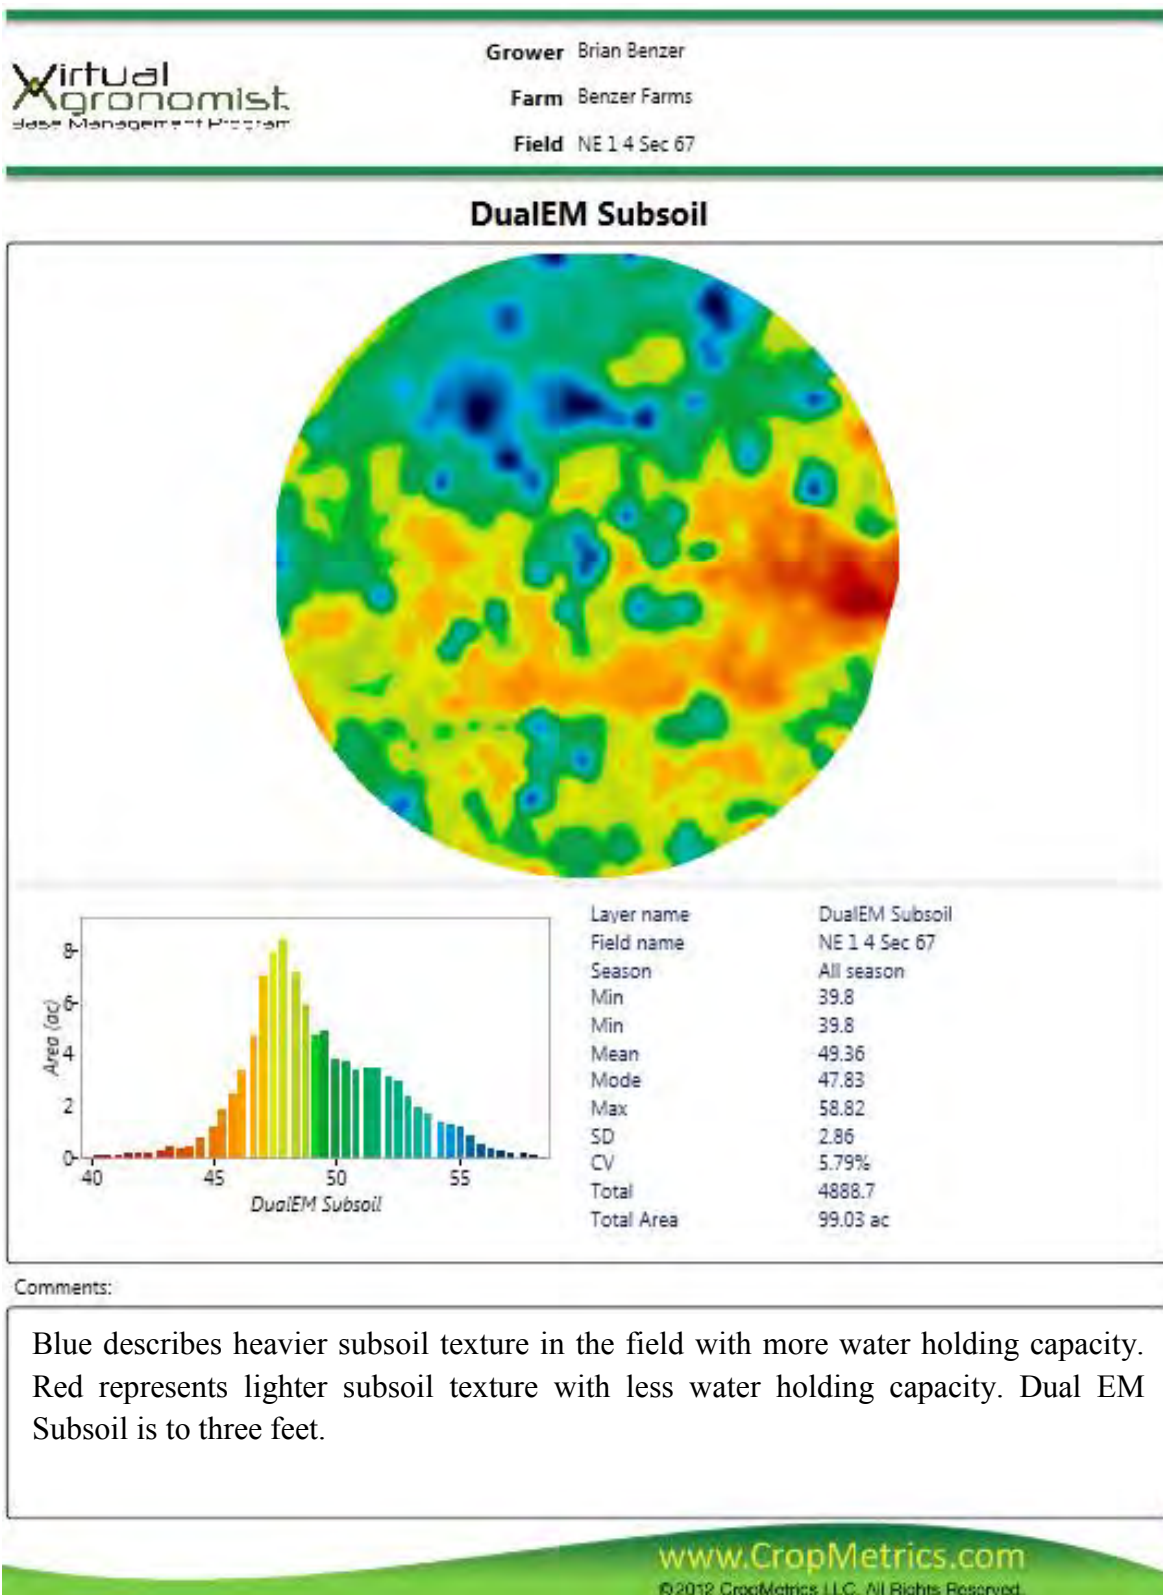 Virtual
Agronomist
Base Management Program
Grower Brian Benzer
Farm Benzer Farms
Field NE 1 4 Sec 67
DualEM Subsoil
Area (ac)
8
6
4
2
0
40 45 50 55
DualEM Subsoil
Layer name DualEM Subsoil
Field name NE 1 4 Sec 67
Season All season
Min 39.8
Min 39.8
Mean 49.36
Mode 47.83
Max 58.82
SD 2.86
CV 5.79%
Total 4888.7
Total Area 99.03 ac
Comments:
Blue describes heavier subsoil texture in the field with more water holding capacity.
Red represents lighter subsoil texture with less water holding capacity. Dual EM
Subsoil is to three feet.
www.CropMetrics.com
©2012 CropMetrics LLC. All Rights Reserved.